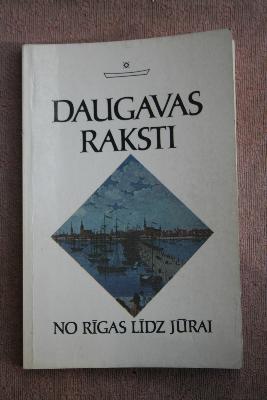 DAUGAVAS
RAKSTI
NO RĪGAS LĪDZ JŪRAI